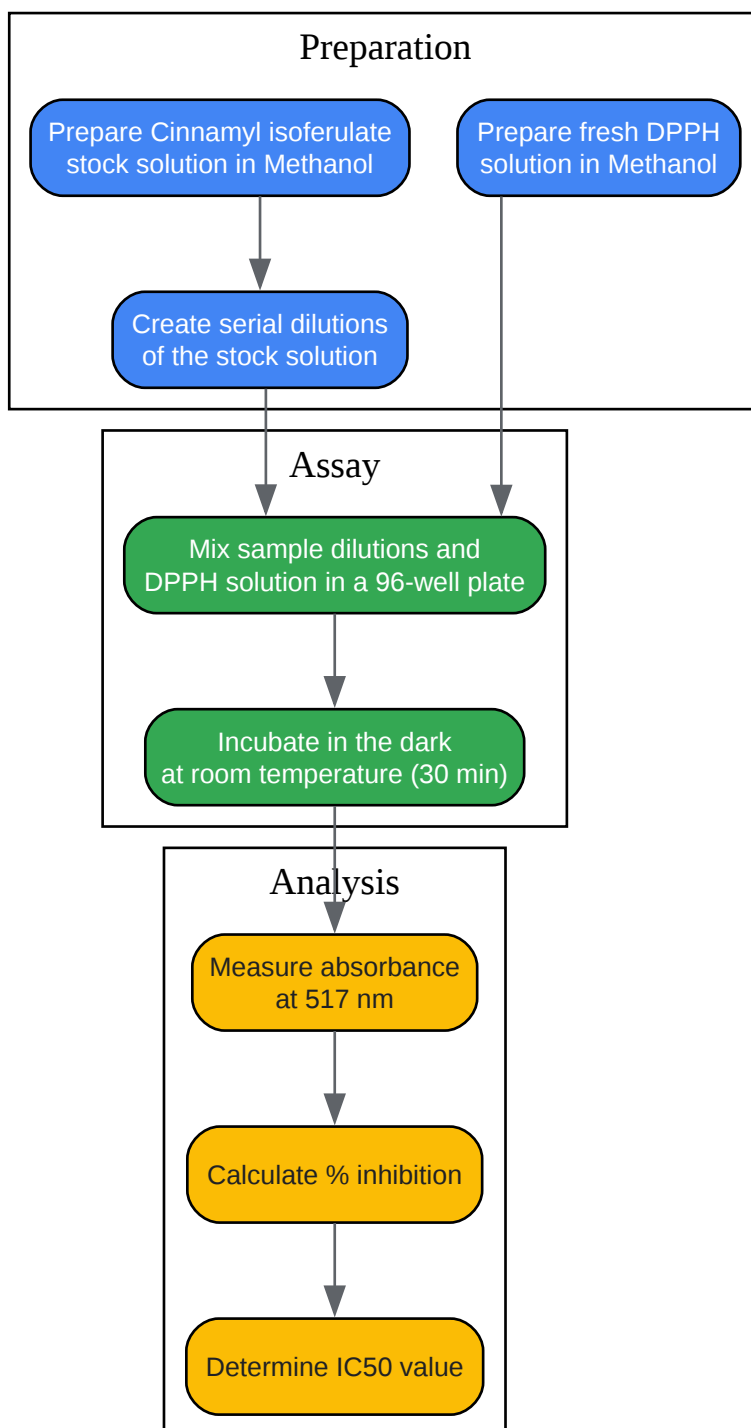 Preparation
Prepare Cinnamyl isoferulate
stock solution in Methanol
Prepare fresh DPPH
solution in Methanol
Create serial dilutions
of the stock solution
Assay
Mix sample dilutions and
DPPH solution in a 96-well plate
Incubate in the dark
at room temperature (30 min)
Analysis
Measure absorbance
at 517 nm
Calculate % inhibition
Determine IC50 value